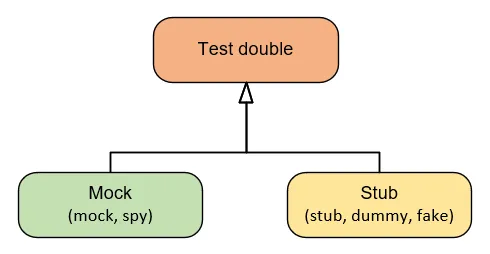 Test double
Mock
(mock, spy)
Stub
(stub, dummy, fake)